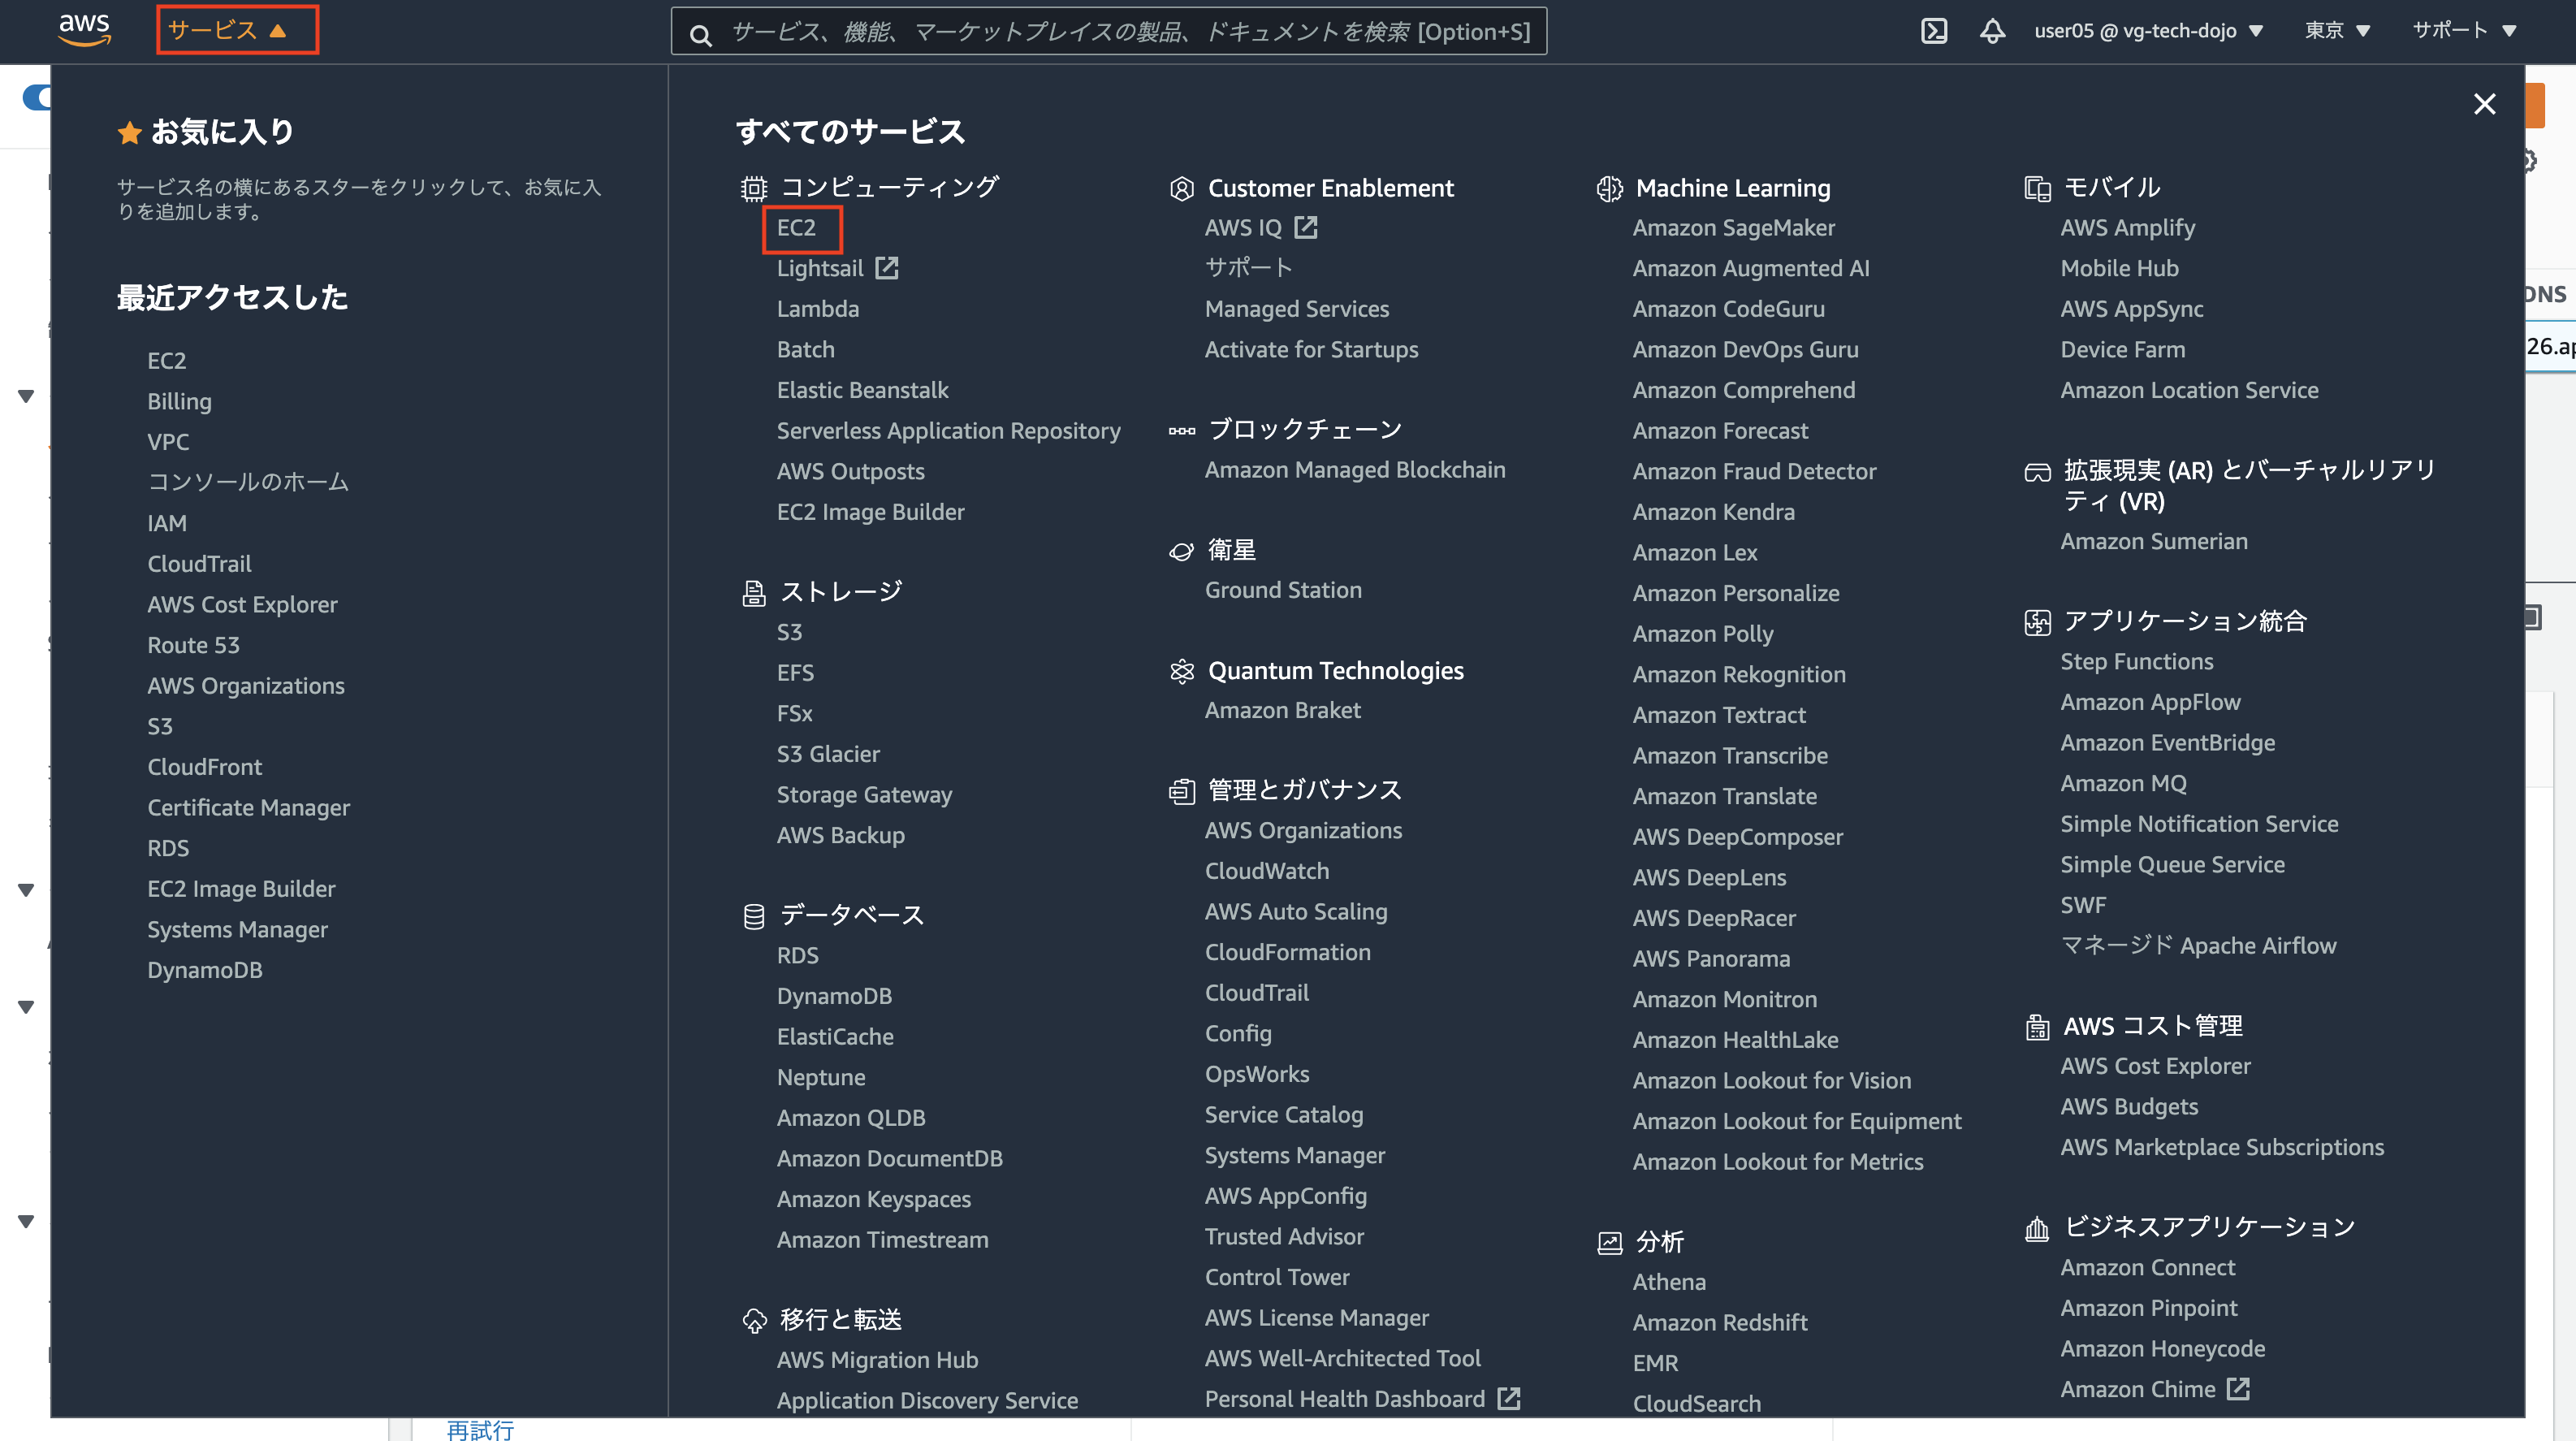 aws
サービス
サービス、機能、マーケットプレイスの製品、ドキュメントを検索 [Option+S]
user05 @ vg-tech-dojo
東京
サポート
お気に入り
サービス名の横にあるスターをクリックして、お気に入
りを追加します。
最近アクセスした
EC2
Billing
VPC
コンソールのホーム
IAM
CloudTrail
AWS Cost Explorer
Route 53
AWS Organizations
S3
CloudFront
Certificate Manager
RDS
EC2 Image Builder
Systems Manager
DynamoDB
すべてのサービス
コンピューティング
EC2
Lightsail
Lambda
Batch
Elastic Beanstalk
Serverless Application Repository
AWS Outposts
EC2 Image Builder
ストレージ
S3
EFS
FSx
S3 Glacier
Storage Gateway
AWS Backup
データベース
RDS
DynamoDB
ElastiCache
Neptune
Amazon QLDB
Amazon DocumentDB
Amazon Keyspaces
Amazon Timestream
移行と転送
AWS Migration Hub
Application Discovery Service
Customer Enablement
AWS IQ
サポート
Managed Services
Activate for Startups
ブロックチェーン
Amazon Managed Blockchain
衛星
Ground Station
Quantum Technologies
Amazon Braket
管理とガバナンス
AWS Organizations
CloudWatch
AWS Auto Scaling
CloudFormation
CloudTrail
Config
OpsWorks
Service Catalog
Systems Manager
AWS AppConfig
Trusted Advisor
Control Tower
AWS License Manager
AWS Well-Architected Tool
Personal Health Dashboard
Machine Learning
Amazon SageMaker
Amazon Augmented AI
Amazon CodeGuru
Amazon DevOps Guru
Amazon Comprehend
Amazon Forecast
Amazon Fraud Detector
Amazon Kendra
Amazon Lex
Amazon Personalize
Amazon Polly
Amazon Rekognition
Amazon Textract
Amazon Transcribe
Amazon Translate
AWS DeepComposer
AWS DeepLens
AWS DeepRacer
AWS Panorama
Amazon Monitron
Amazon HealthLake
Amazon Lookout for Vision
Amazon Lookout for Equipment
Amazon Lookout for Metrics
分析
Athena
Amazon Redshift
EMR
CloudSearch
モバイル
AWS Amplify
Mobile Hub
AWS AppSync
Device Farm
Amazon Location Service
拡張現実 (AR) とバーチャルリアリ
ティ (VR)
Amazon Sumerian
アプリケーション統合
Step Functions
Amazon AppFlow
Amazon EventBridge
Amazon MQ
Simple Notification Service
Simple Queue Service
SWF
マネージド Apache Airflow
AWS コスト管理
AWS Cost Explorer
AWS Budgets
AWS Marketplace Subscriptions
ビジネスアプリケーション
Amazon Connect
Amazon Pinpoint
Amazon Honeycode
Amazon Chime
DNS
26.ap
再試行